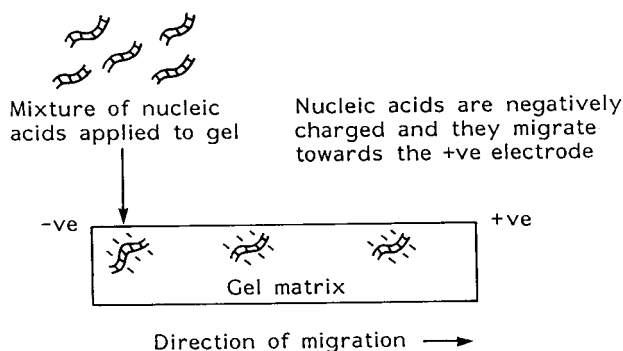 Mixture of nucleic
acids applied to gel
Nucleic acids are negatively
charged and they migrate
towards the +ve electrode
-ve
+ve
Gel matrix
Direction of migration